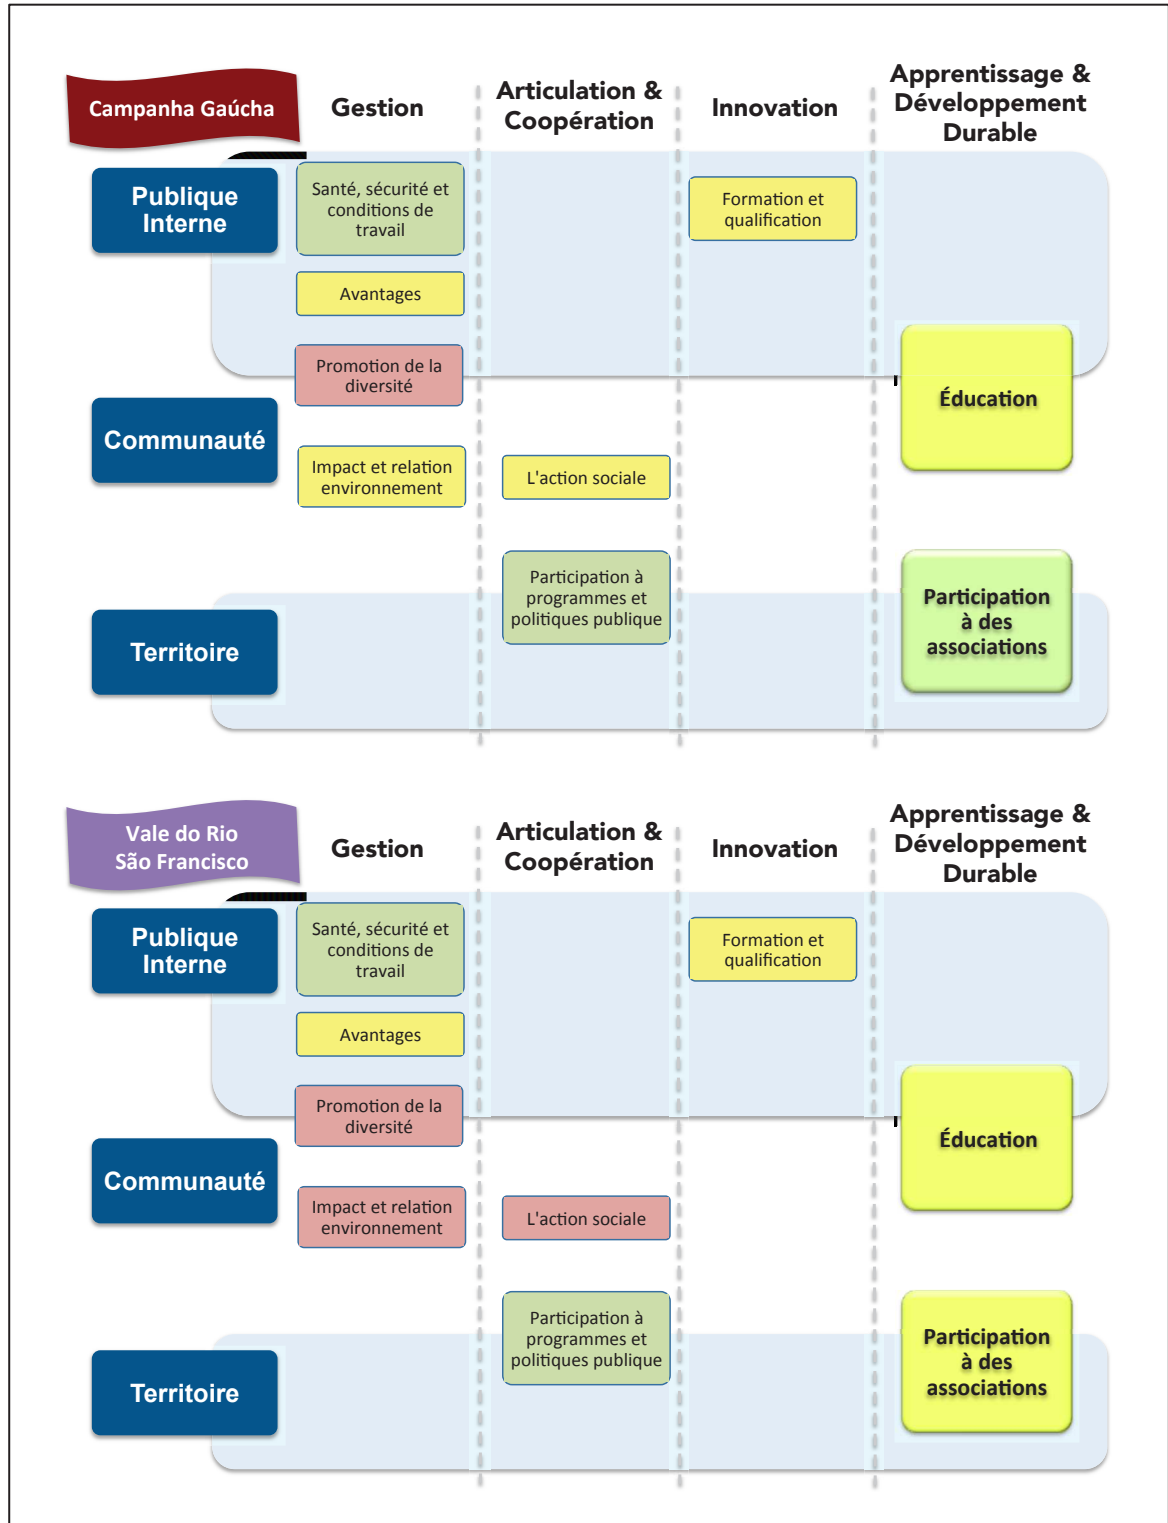 Campanha Gaúcha
Gestion
Articulation &
Coopération
Innovation
Apprentissage &
Développement
Durable
Publique
Interne
Santé, sécurité et
conditions de
travail
Formation et
qualification
Avantages
Promotion de la
diversité
Éducation
Communauté
Impact et relation
environnement
L'action sociale
Participation à
programmes et
politiques publique
Participation
à des
associations
Territoire
Vale do Rio
São Francisco
Gestion
Articulation &
Coopération
Innovation
Apprentissage &
Développement
Durable
Publique
Interne
Santé, sécurité et
conditions de
travail
Formation et
qualification
Avantages
Promotion de la
diversité
Éducation
Communauté
Impact et relation
environnement
L'action sociale
Participation à
programmes et
politiques publique
Participation
à des
associations
Territoire